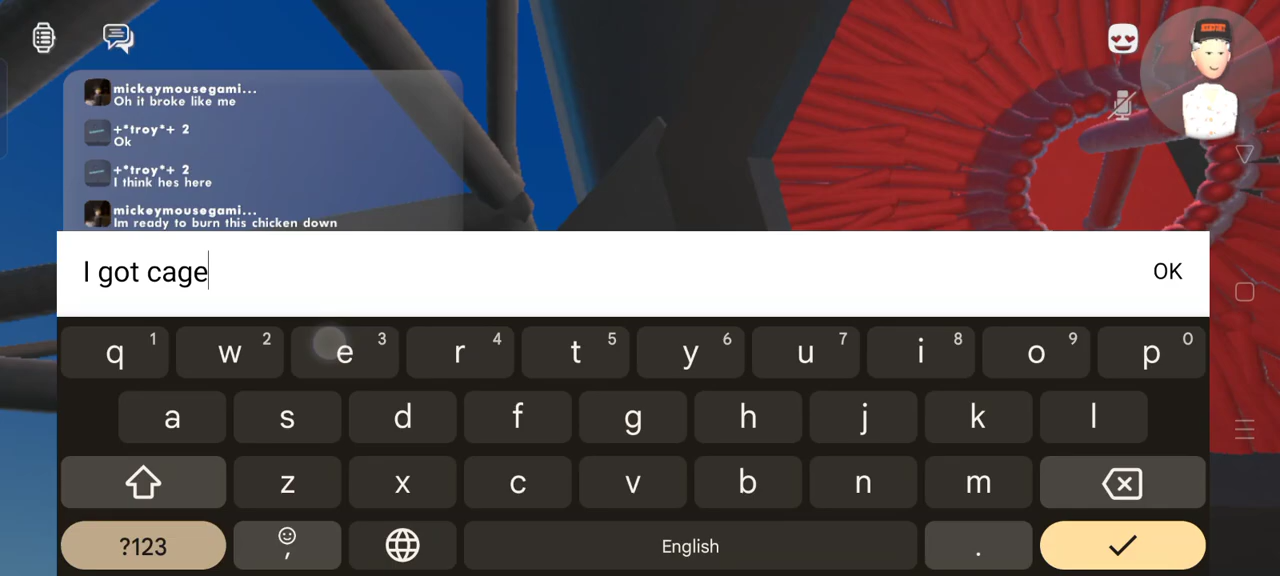 mickeymousegami...
Oh it broke like me
+*troy*+ 2
Ok
+*troy*+ 2
I think hes here
mickeymousegami...
Im ready to burn this chicken down
I got cage
OK
q 1 w 2 e 3 r 4 t 5 y 6 u 7 i 8 o 9 p 0
a s d f g h j k l
z x c v b n m
?123 , English .